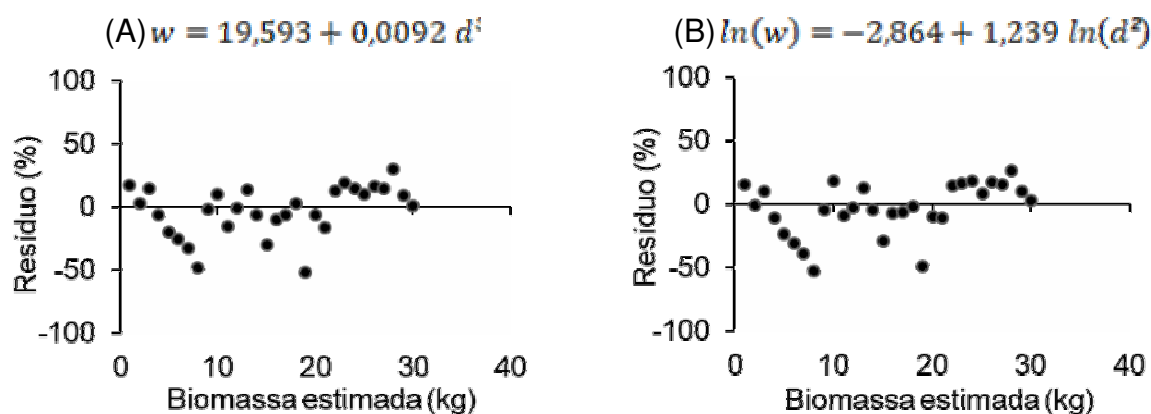 (A) w = 19,593 + 0,0092 d
(B) ln(w) = −2,864 + 1,239 ln(d²)
100
50
0
-50
-100
Resíduo (%)
0 10 20 30 40
Biomassa estimada (kg)
100
50
0
-50
-100
Resíduo (%)
0 10 20 30 40
Biomassa estimada (kg)